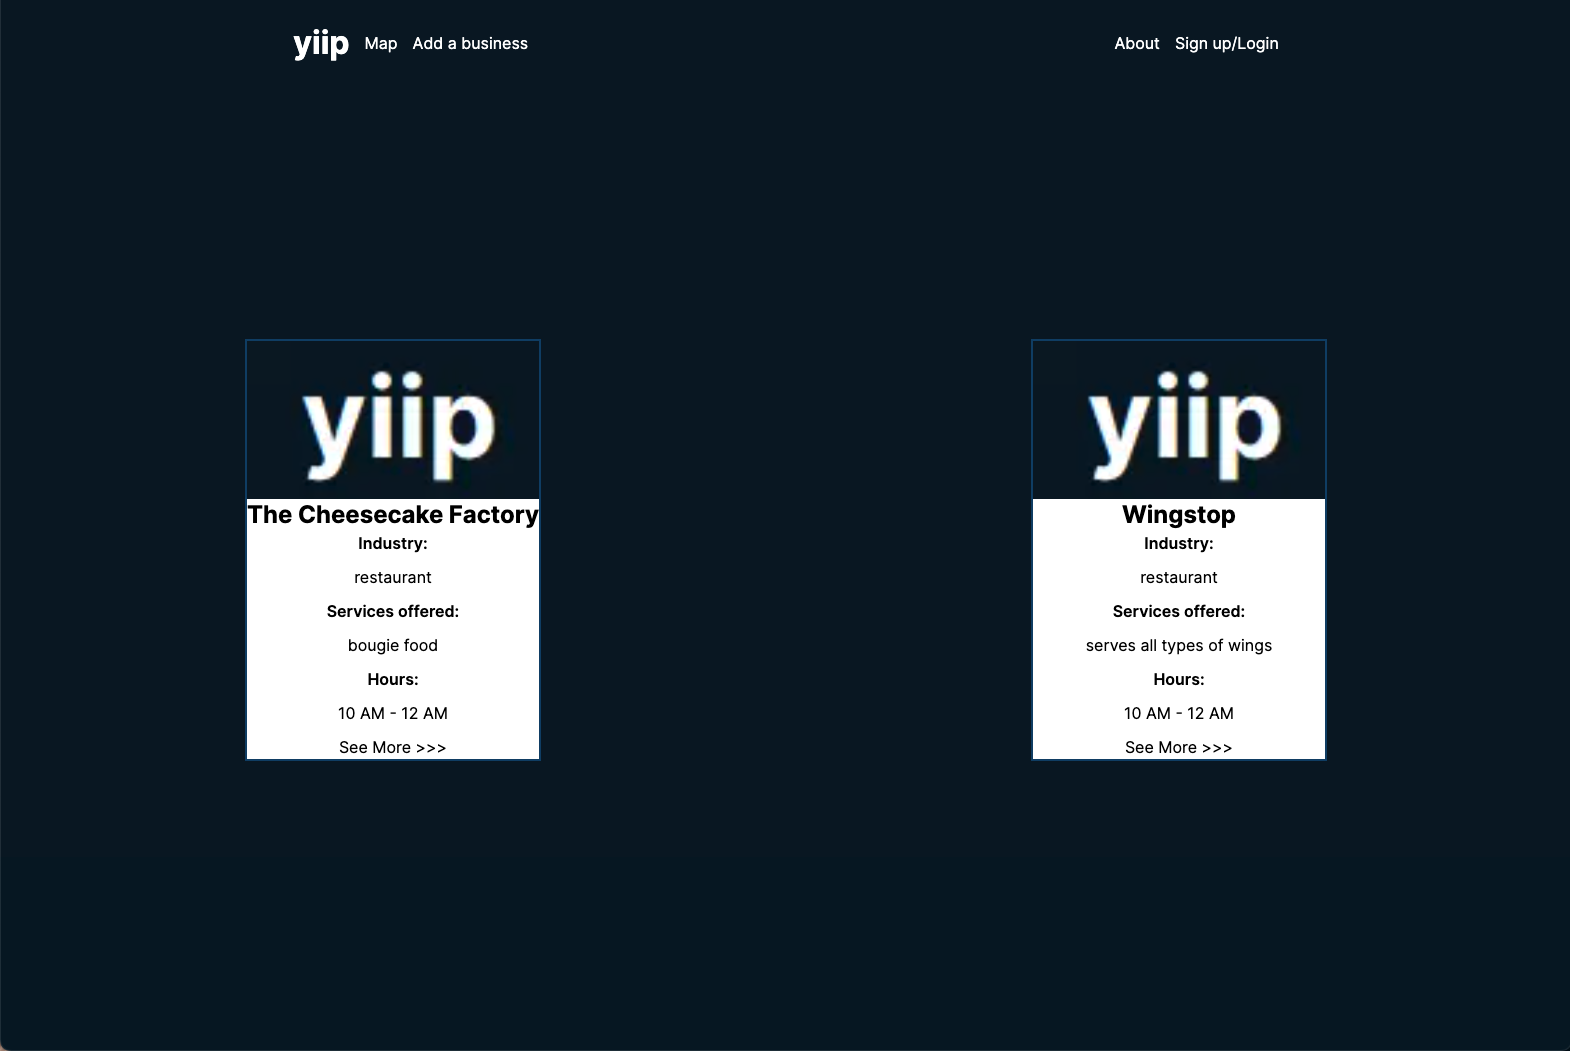 yiip Map Add a business About Sign up/Login
yiip
The Cheesecake Factory
Industry:
restaurant
Services offered:
bougie food
Hours:
10 AM - 12 AM
See More >>>
yiip
Wingstop
Industry:
restaurant
Services offered:
serves all types of wings
Hours:
10 AM - 12 AM
See More >>>